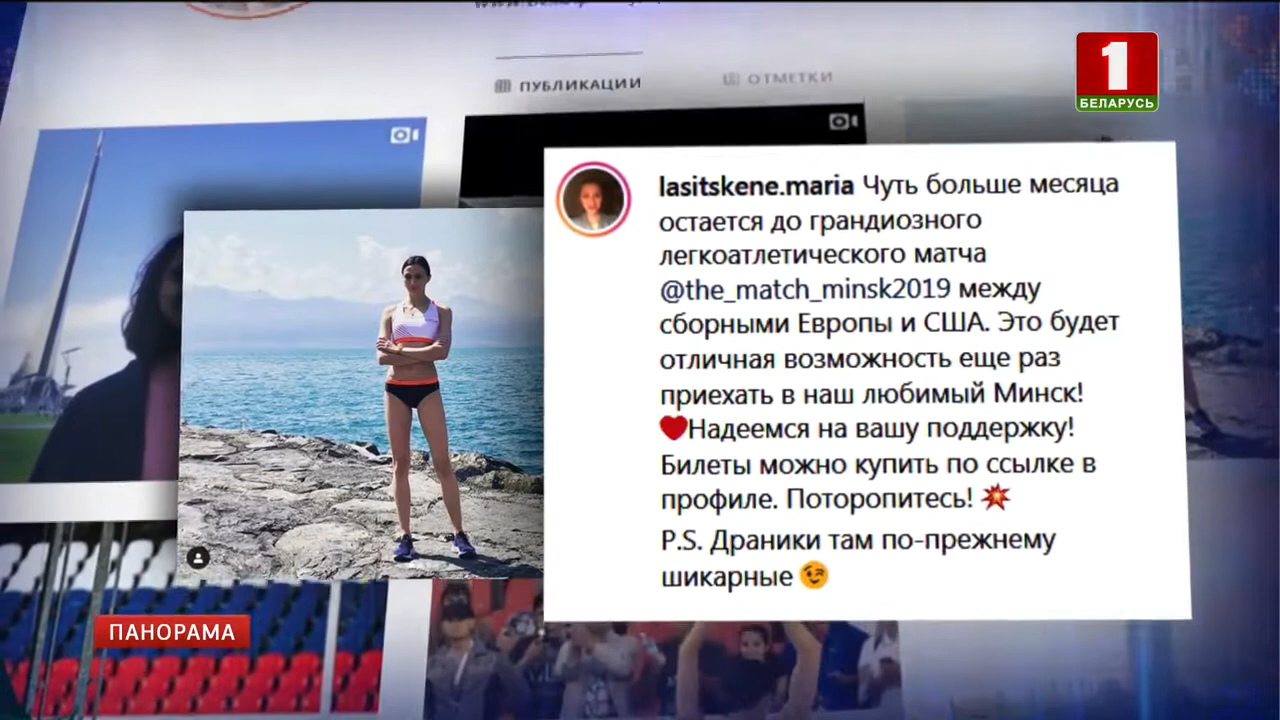 ПУБЛИКАЦИИ
ОТМЕТКИ
1
БЕЛАРУСЬ
lasitskene.maria Чуть больше месяца
остается до грандиозного
легкоатлетического матча
@the_match_minsk2019 между
сборными Европы и США. Это будет
отличная возможность еще раз
приехать в наш любимый Минск!
❤Надеемся на вашу поддержку!
Билеты можно купить по ссылке в
профиле. Поторопитесь! 💥
P.S. Драники там по-прежнему
шикарные 😉
ПАНОРАМА